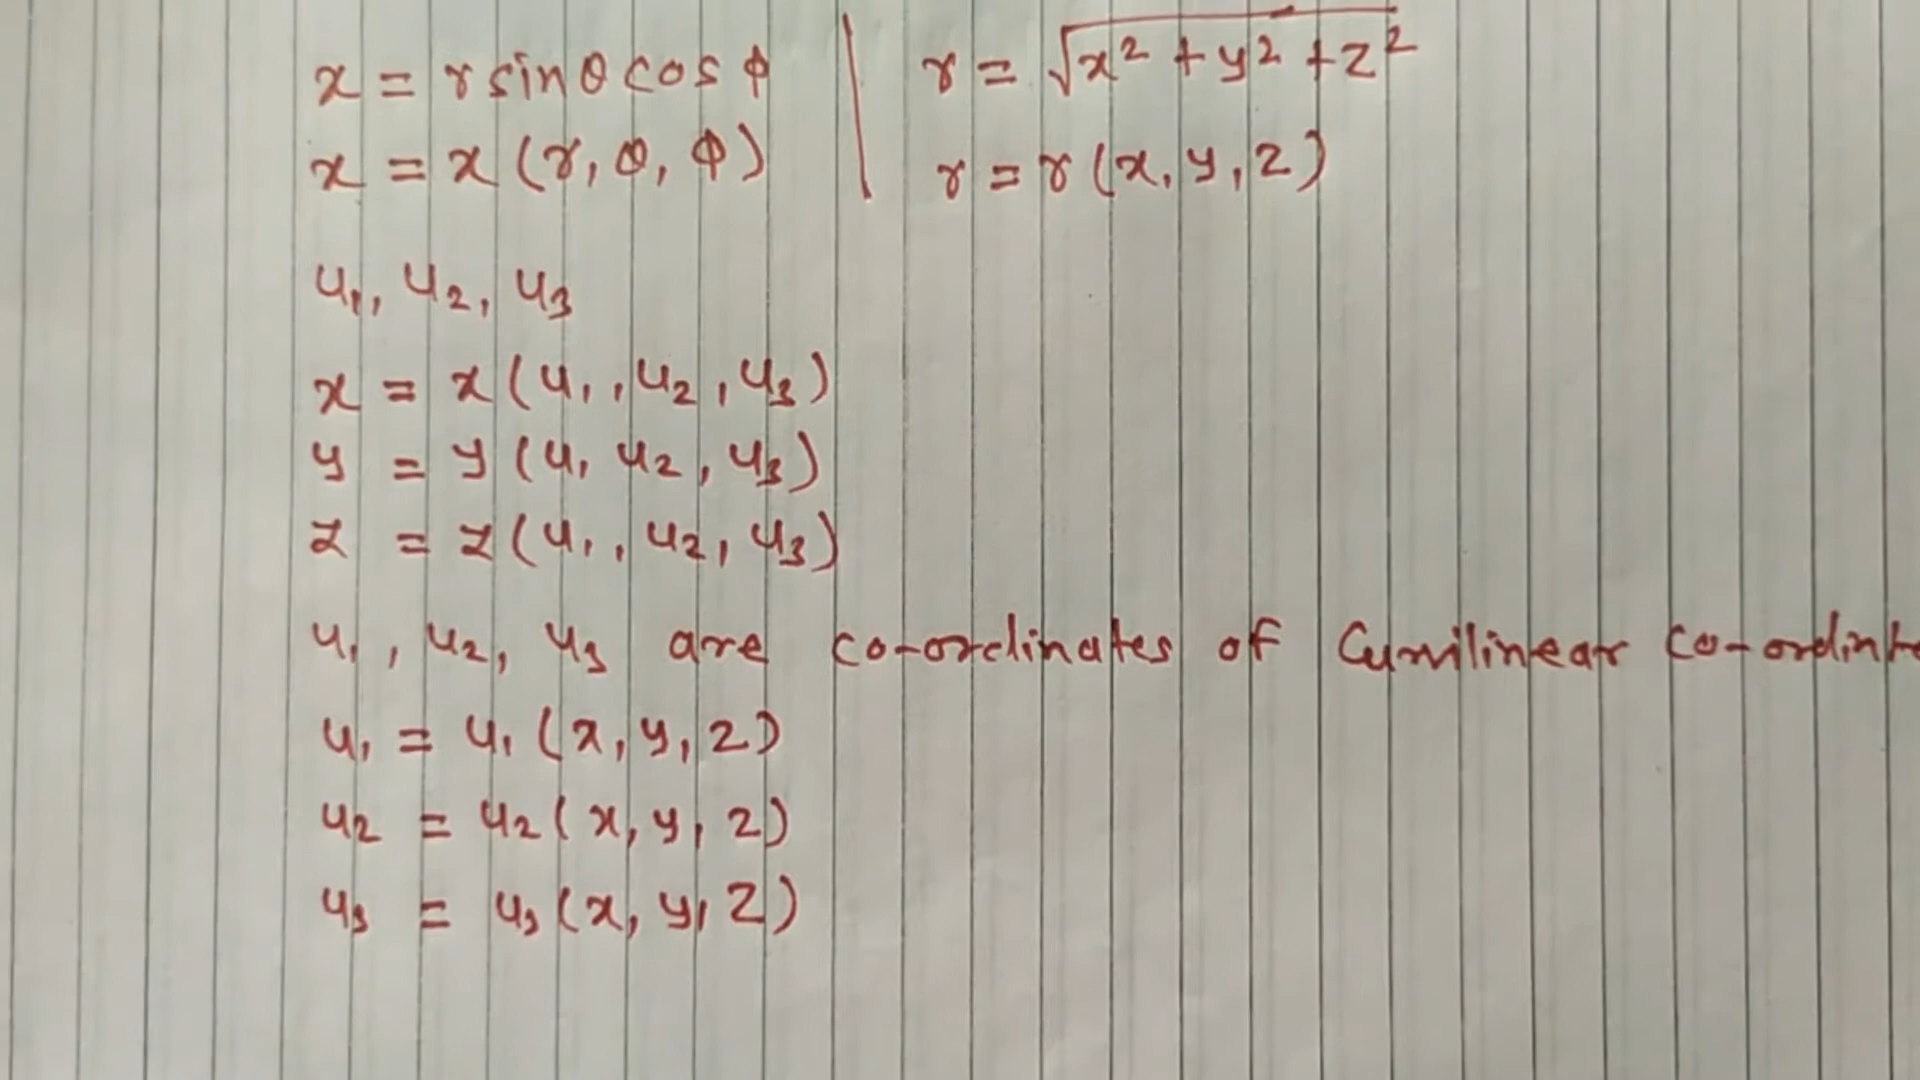 x = r sin θ cos ϕ
x = x (r, θ, ϕ)
r = √x² + y² + z²
r = r (x, y, z)
u₁, u₂, u₃
x = x (u₁, u₂, u₃)
y = y (u₁ u₂, u₃)
z = z (u₁, u₂, u₃)
u₁, u₂, u₃ are co-ordinates of Curvilinear co-ordinate
u₁ = u₁ (x, y, z)
u₂ = u₂ (x, y, z)
u₃ = u₃ (x, y, z)